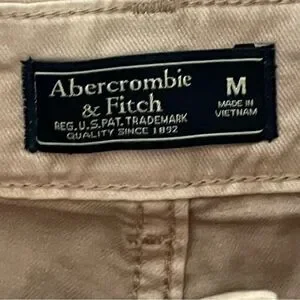 Abercrombie
& Fitch
REG. U.S. PAT. TRADEMARK
QUALITY SINCE 1892
M
MADE IN
VIETNAM